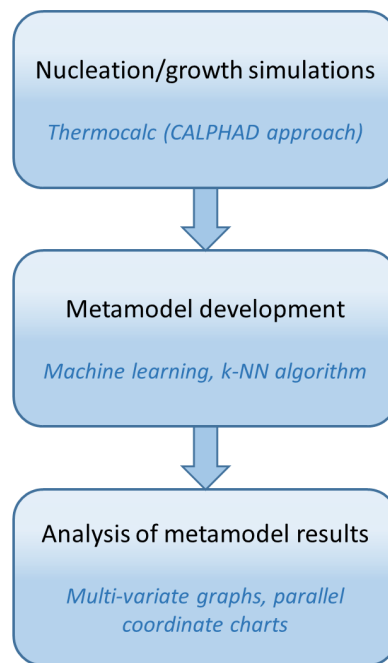 Nucleation/growth simulations
Thermocalc (CALPHAD approach)
Metamodel development
Machine learning, k-NN algorithm
Analysis of metamodel results
Multi-variate graphs, parallel
coordinate charts